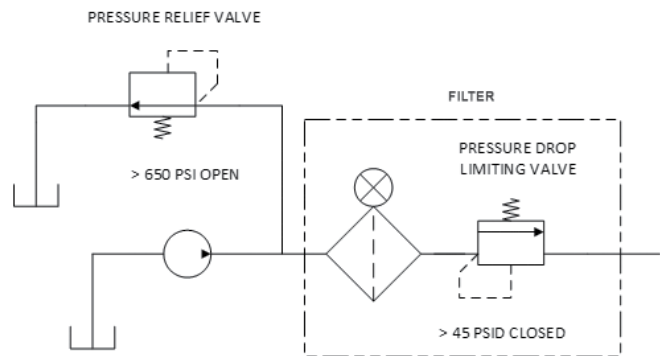 PRESSURE RELIEF VALVE
FILTER
PRESSURE DROP
LIMITING VALVE
> 650 PSI OPEN
> 45 PSID CLOSED